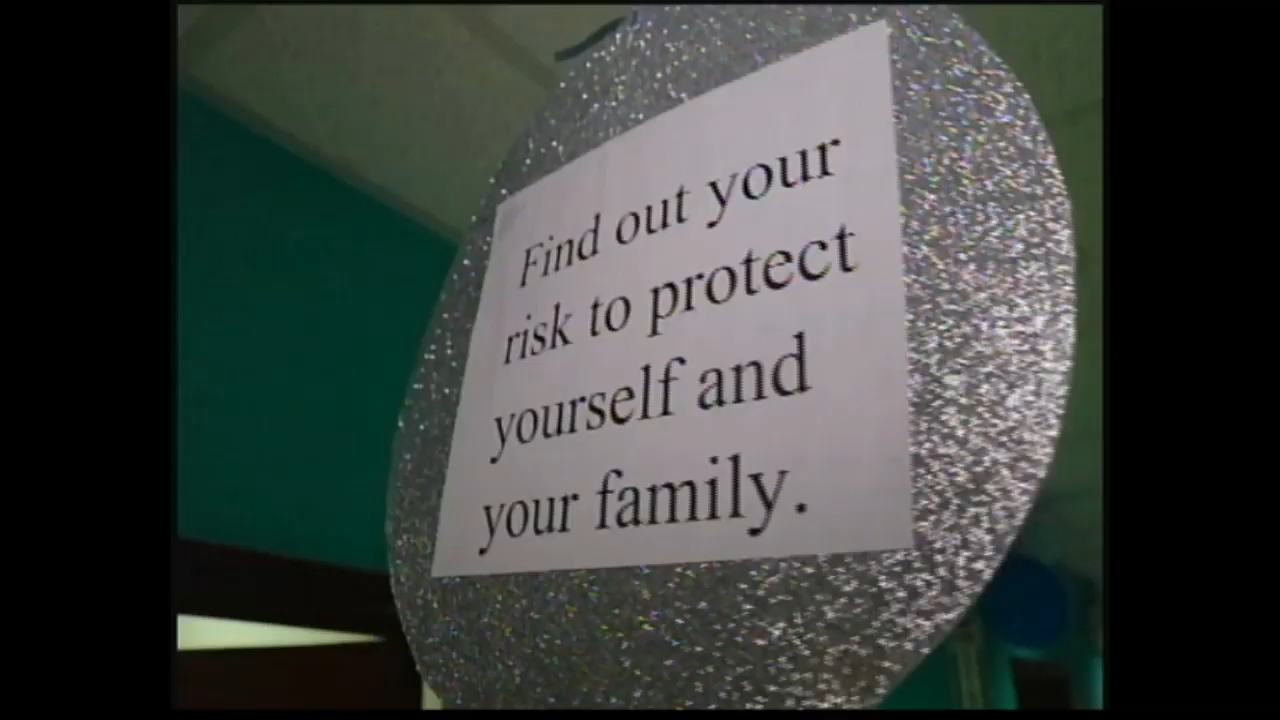 Find out your
risk to protect
yourself and
your family.